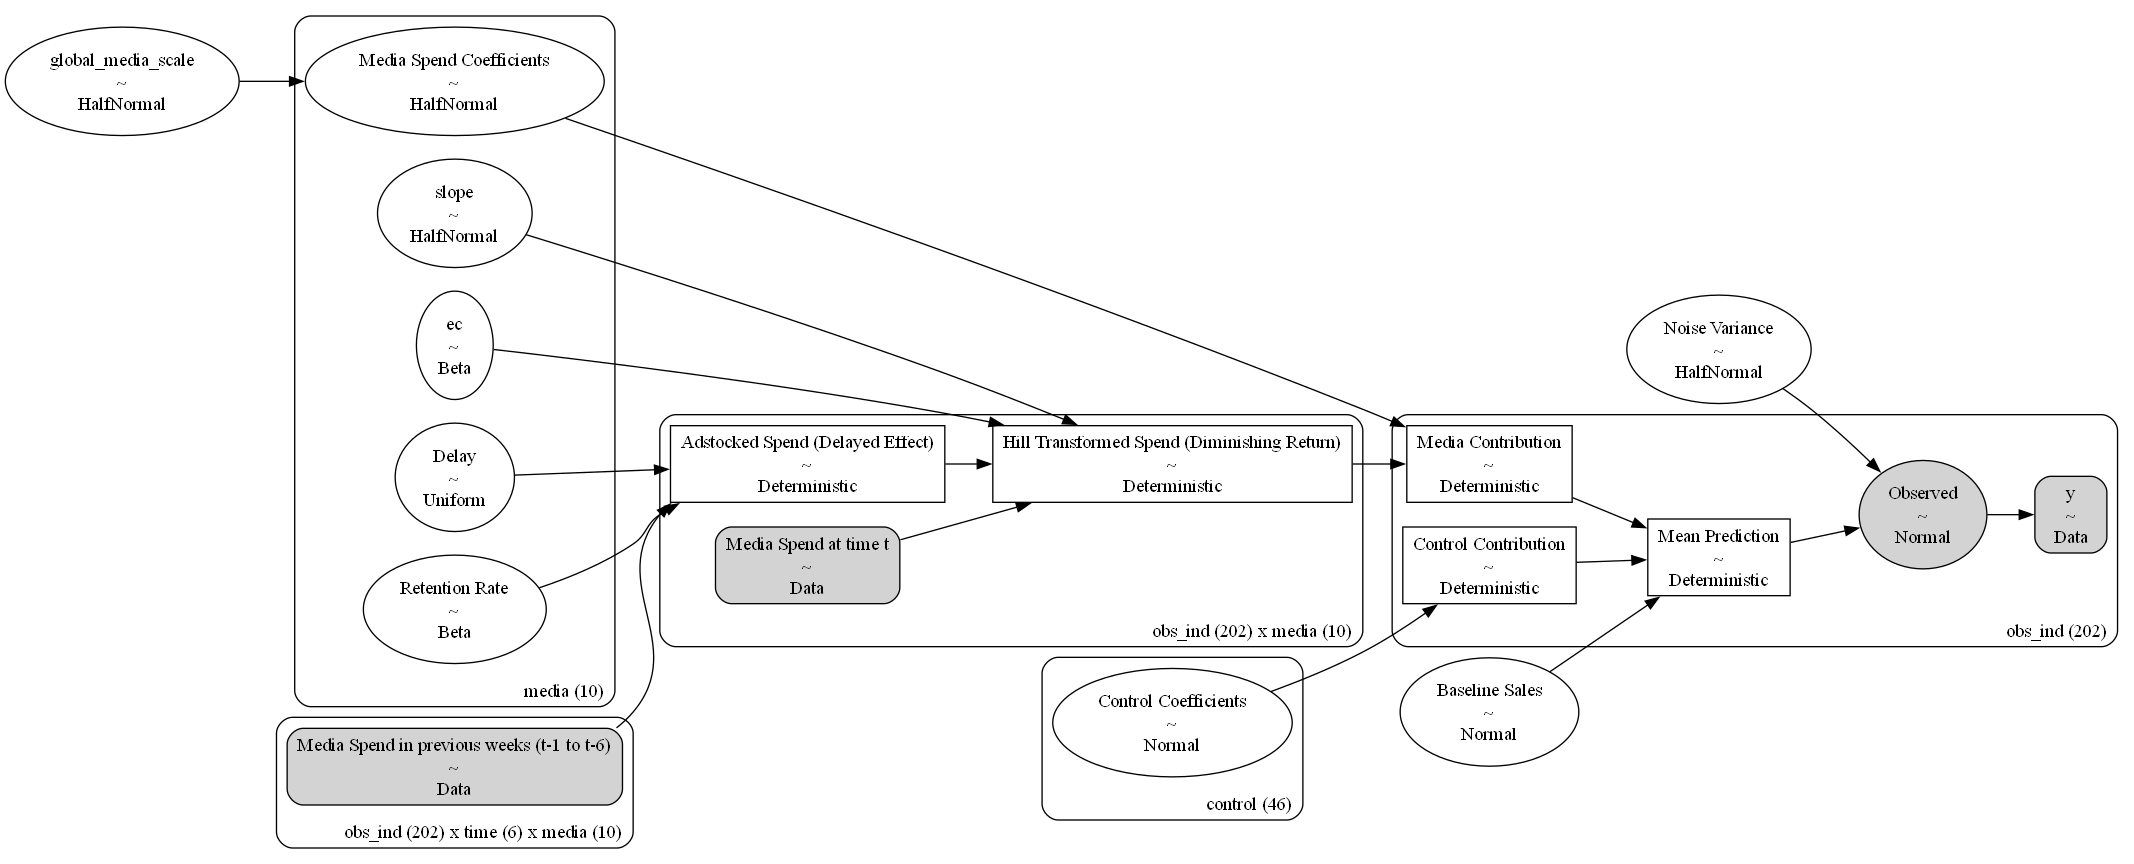 global_media_scale
~
HalfNormal
Media Spend Coefficients
~
HalfNormal
slope
~
HalfNormal
ec
~
Beta
Delay
~
Uniform
Retention Rate
~
Beta
media (10)
Media Spend in previous weeks (t-1 to t-6)
~
Data
obs_ind (202) x time (6) x media (10)
Adstocked Spend (Delayed Effect)
~
Deterministic
Hill Transformed Spend (Diminishing Return)
~
Deterministic
Media Spend at time t
~
Data
obs_ind (202) x media (10)
Control Coefficients
~
Normal
control (46)
Media Contribution
~
Deterministic
Control Contribution
~
Deterministic
Baseline Sales
~
Normal
Noise Variance
~
HalfNormal
Mean Prediction
~
Deterministic
Observed
~
Normal
y
~
Data
obs_ind (202)